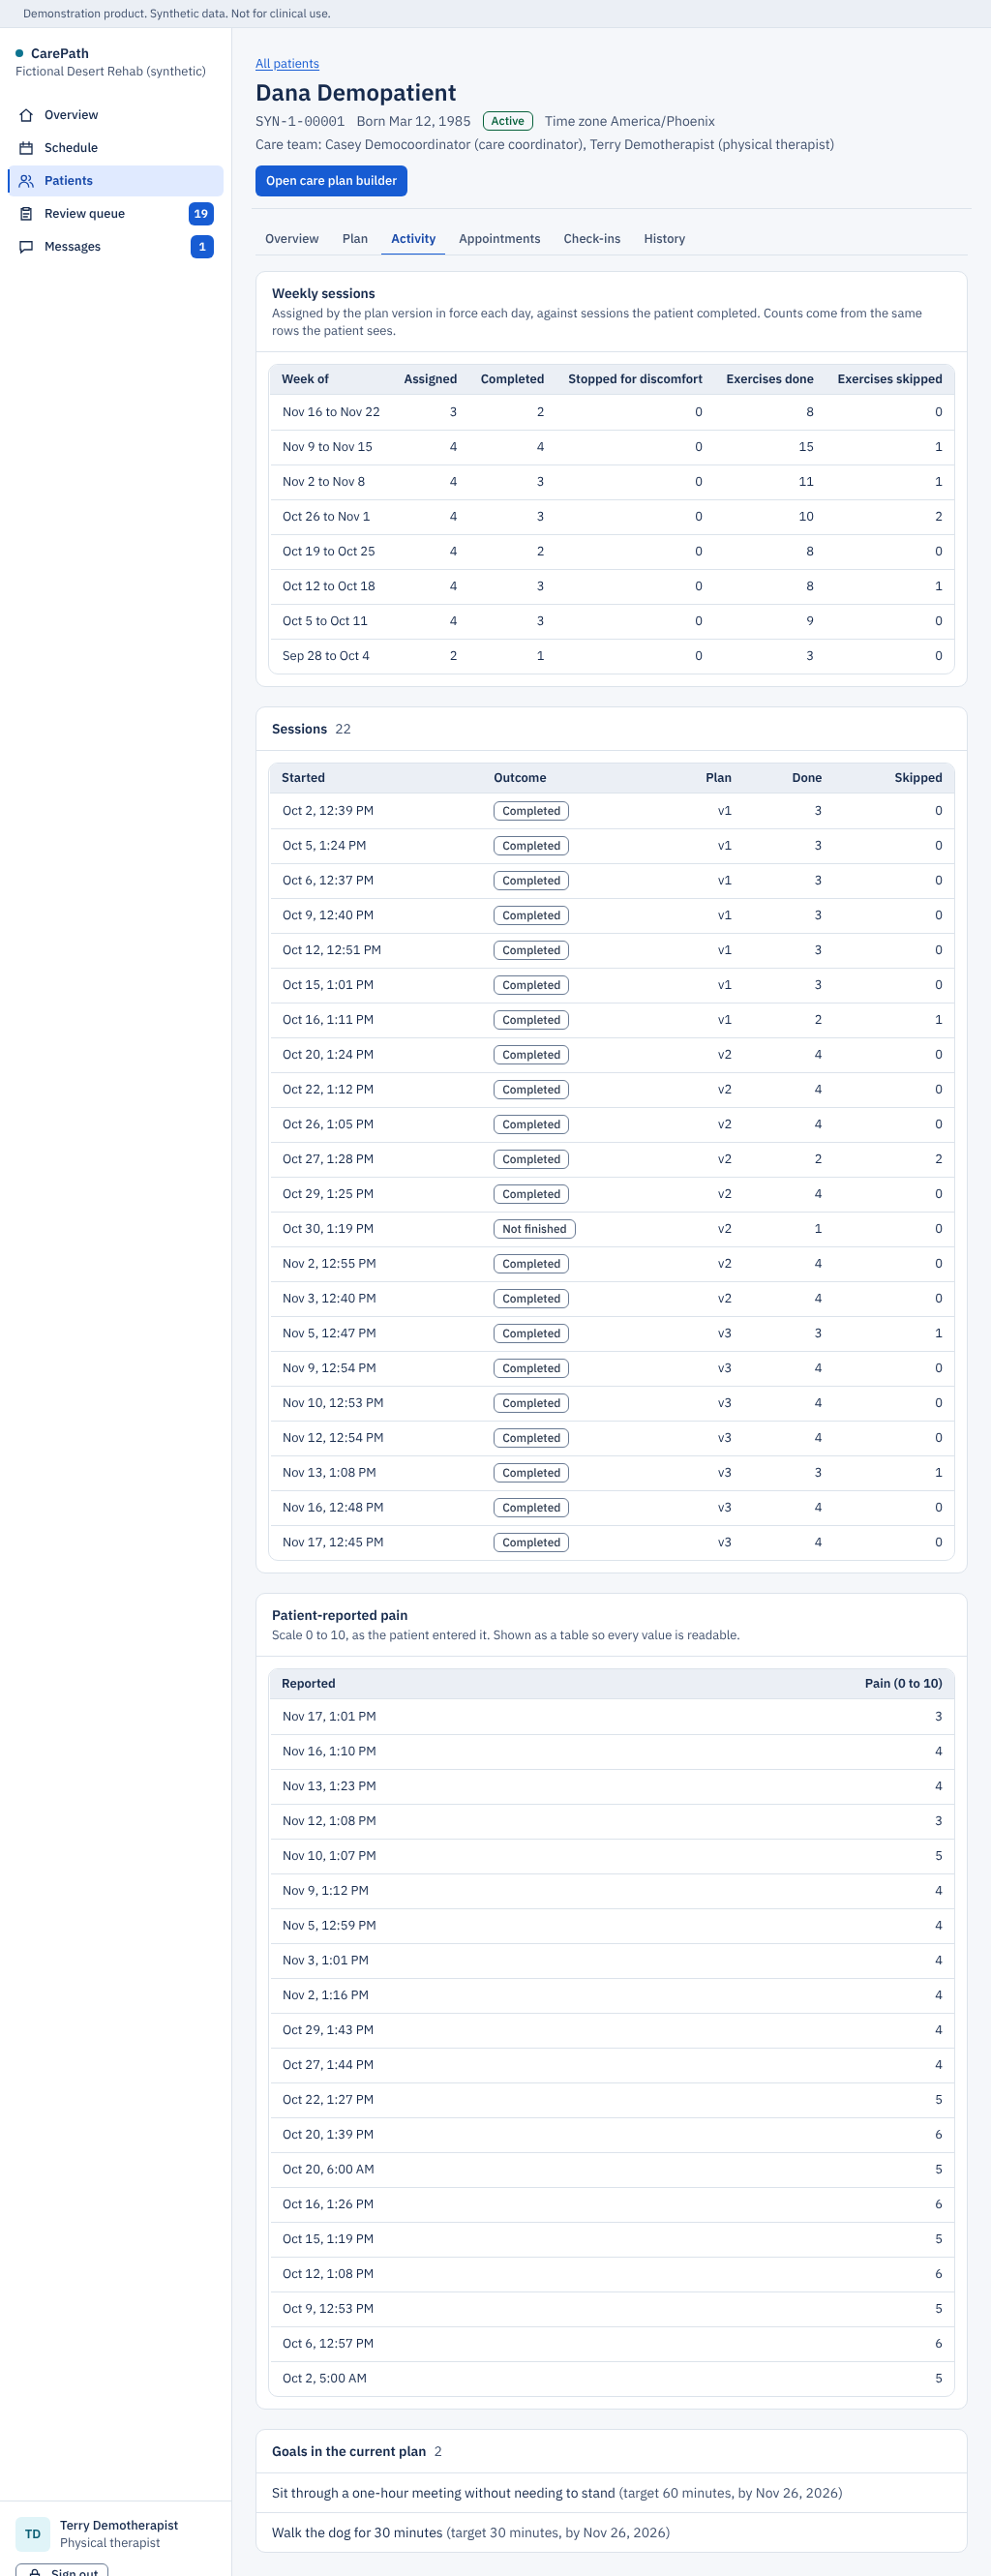 Demonstration product. Synthetic data. Not for clinical use.
CarePath
Fictional Desert Rehab (synthetic)
Overview
Schedule
Patients
Review queue 19
Messages 1
All patients
Dana Demopatient
SYN-1-00001 Born Mar 12, 1985 Active Time zone America/Phoenix
Care team: Casey Democoordinator (care coordinator), Terry Demotherapist (physical therapist)
Open care plan builder
Overview Plan Activity Appointments Check-ins History
Weekly sessions
Assigned by the plan version in force each day, against sessions the patient completed. Counts come from the same
rows the patient sees.
Week of Assigned Completed Stopped for discomfort Exercises done Exercises skipped
Nov 16 to Nov 22 3 2 0 8 0
Nov 9 to Nov 15 4 4 0 15 1
Nov 2 to Nov 8 4 3 0 11 1
Oct 26 to Nov 1 4 3 0 10 2
Oct 19 to Oct 25 4 2 0 8 0
Oct 12 to Oct 18 4 3 0 8 1
Oct 5 to Oct 11 4 3 0 9 0
Sep 28 to Oct 4 2 1 0 3 0
Sessions 22
Started Outcome Plan Done Skipped
Oct 2, 12:39 PM Completed v1 3 0
Oct 5, 1:24 PM Completed v1 3 0
Oct 6, 12:37 PM Completed v1 3 0
Oct 9, 12:40 PM Completed v1 3 0
Oct 12, 12:51 PM Completed v1 3 0
Oct 15, 1:01 PM Completed v1 3 0
Oct 16, 1:11 PM Completed v1 2 1
Oct 20, 1:24 PM Completed v2 4 0
Oct 22, 1:12 PM Completed v2 4 0
Oct 26, 1:05 PM Completed v2 4 0
Oct 27, 1:28 PM Completed v2 2 2
Oct 29, 1:25 PM Completed v2 4 0
Oct 30, 1:19 PM Not finished v2 1 0
Nov 2, 12:55 PM Completed v2 4 0
Nov 3, 12:40 PM Completed v2 4 0
Nov 5, 12:47 PM Completed v3 3 1
Nov 9, 12:54 PM Completed v3 4 0
Nov 10, 12:53 PM Completed v3 4 0
Nov 12, 12:54 PM Completed v3 4 0
Nov 13, 1:08 PM Completed v3 3 1
Nov 16, 12:48 PM Completed v3 4 0
Nov 17, 12:45 PM Completed v3 4 0
Patient-reported pain
Scale 0 to 10, as the patient entered it. Shown as a table so every value is readable.
Reported Pain (0 to 10)
Nov 17, 1:01 PM 3
Nov 16, 1:10 PM 4
Nov 13, 1:23 PM 4
Nov 12, 1:08 PM 3
Nov 10, 1:07 PM 5
Nov 9, 1:12 PM 4
Nov 5, 12:59 PM 4
Nov 3, 1:01 PM 4
Nov 2, 1:16 PM 4
Oct 29, 1:43 PM 4
Oct 27, 1:44 PM 4
Oct 22, 1:27 PM 5
Oct 20, 1:39 PM 6
Oct 20, 6:00 AM 5
Oct 16, 1:26 PM 6
Oct 15, 1:19 PM 5
Oct 12, 1:08 PM 6
Oct 9, 12:53 PM 5
Oct 6, 12:57 PM 6
Oct 2, 5:00 AM 5
Goals in the current plan 2
Sit through a one-hour meeting without needing to stand (target 60 minutes, by Nov 26, 2026)
Walk the dog for 30 minutes (target 30 minutes, by Nov 26, 2026)
TD
Terry Demotherapist
Physical therapist
Sign out